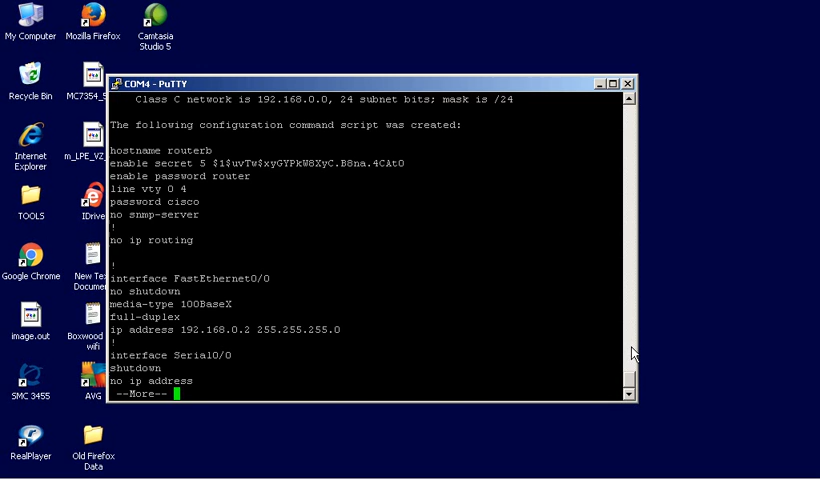 My Computer
Mozilla Firefox
Camtasia
Studio 5
Recycle Bin
MC7354_5
Internet
Explorer
m_LPE_VZ_
TOOLS
IDrive
Google Chrome
New Tex
Documen
image.out
Boxwood
wifi
SMC 3455
AVG
RealPlayer
Old Firefox
Data
COM4 - PuTTY
Class C network is 192.168.0.0, 24 subnet bits; mask is /24
The following configuration command script was created:
hostname routerb
enable secret 5 $1$uvTw$xyGYPkW8XyC.B8na.4CAt0
enable password router
line vty 0 4
password cisco
no snmp-server
!
no ip routing
!
interface FastEthernet0/0
no shutdown
media-type 100BaseX
full-duplex
ip address 192.168.0.2 255.255.255.0
!
interface Serial0/0
shutdown
no ip address
--More--